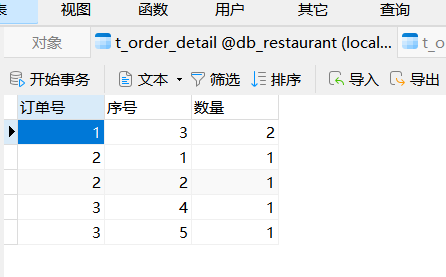 表 视图 函数 用户 其它 查询
对象 t_order_detail @db_restaurant (local... t_o
开始事务 文本 筛选 排序 导入 导出
订单号 序号 数量
1 3 2
2 1 1
2 2 1
3 4 1
3 5 1